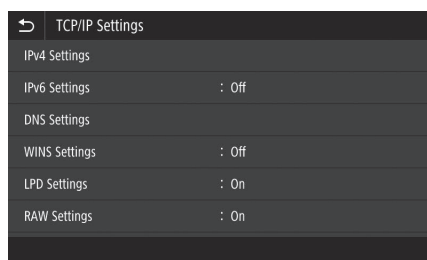 TCP/IP Settings
IPv4 Settings
IPv6 Settings : Off
DNS Settings
WINS Settings : Off
LPD Settings : On
RAW Settings : On